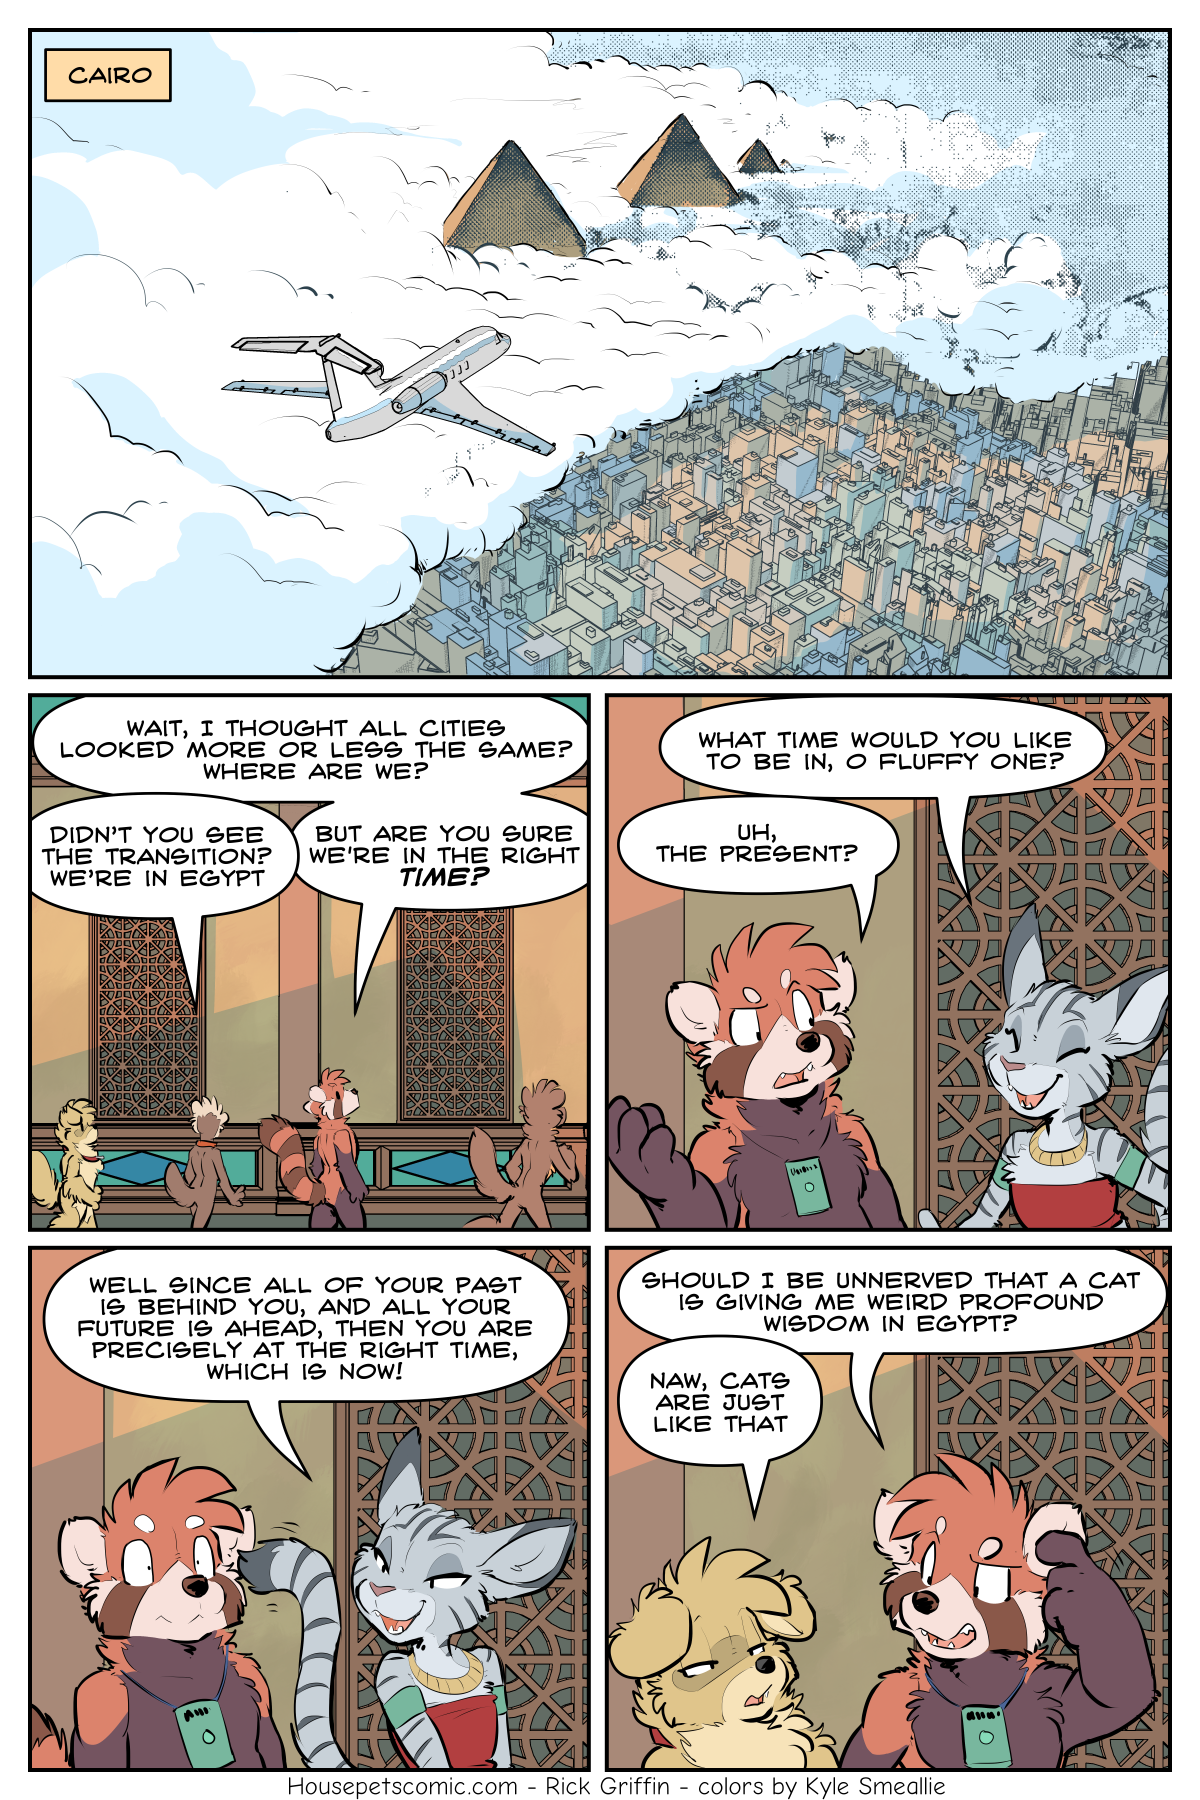 CAIRO
WAIT, I THOUGHT ALL CITIES
LOOKED MORE OR LESS THE SAME?
WHERE ARE WE?
DIDN'T YOU SEE
THE TRANSITION?
WE'RE IN EGYPT
BUT ARE YOU SURE
WE'RE IN THE RIGHT
TIME?
WHAT TIME WOULD YOU LIKE
TO BE IN, O FLUFFY ONE?
UH,
THE PRESENT?
WELL SINCE ALL OF YOUR PAST
IS BEHIND YOU, AND ALL YOUR
FUTURE IS AHEAD, THEN YOU ARE
PRECISELY AT THE RIGHT TIME,
WHICH IS NOW!
SHOULD I BE UNNERVED THAT A CAT
IS GIVING ME WEIRD PROFOUND
WISDOM IN EGYPT?
NAW, CATS
ARE JUST
LIKE THAT
Housepetscomic.com - Rick Griffin - colors by Kyle Smeallie